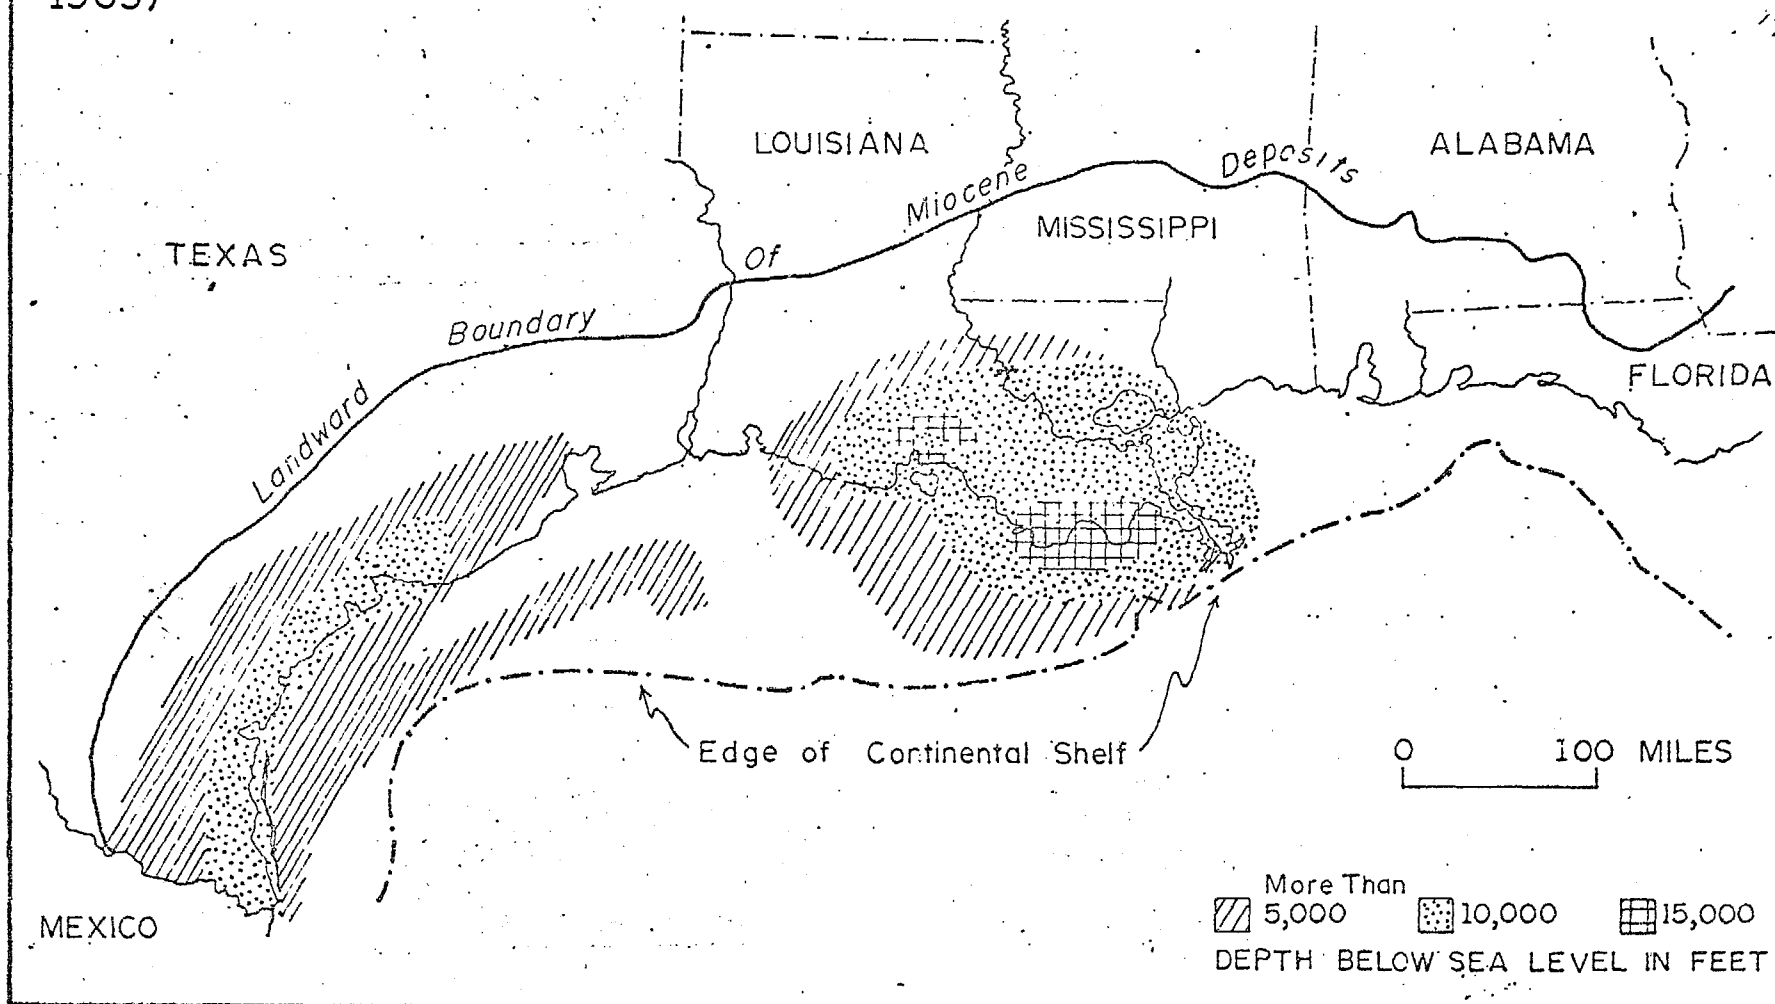 1965)
LOUISIANA
ALABAMA
Landward Boundary Of Miocene Deposits
MISSISSIPPI
TEXAS
FLORIDA
Edge of Continental Shelf
0 100 MILES
More Than
5,000 10,000 15,000
MEXICO
DEPTH BELOW SEA LEVEL IN FEET